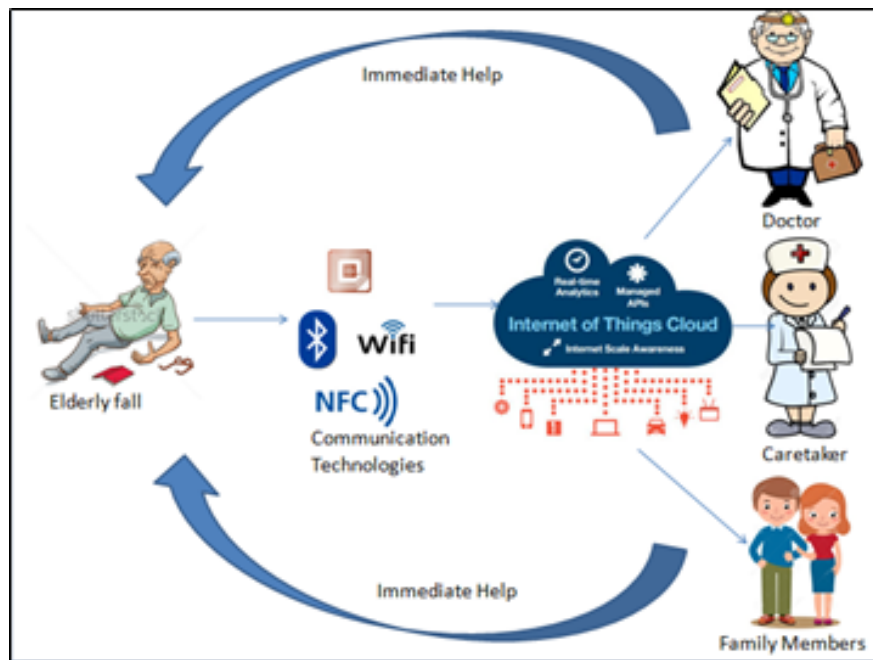 Immediate Help
Doctor
Real-time
Analytics
Managed
APIs
Internet of Things Cloud
Internet Scale Awareness
Elderly fall
Wifi
NFC
Communication
Technologies
Caretaker
Immediate Help
Family Members